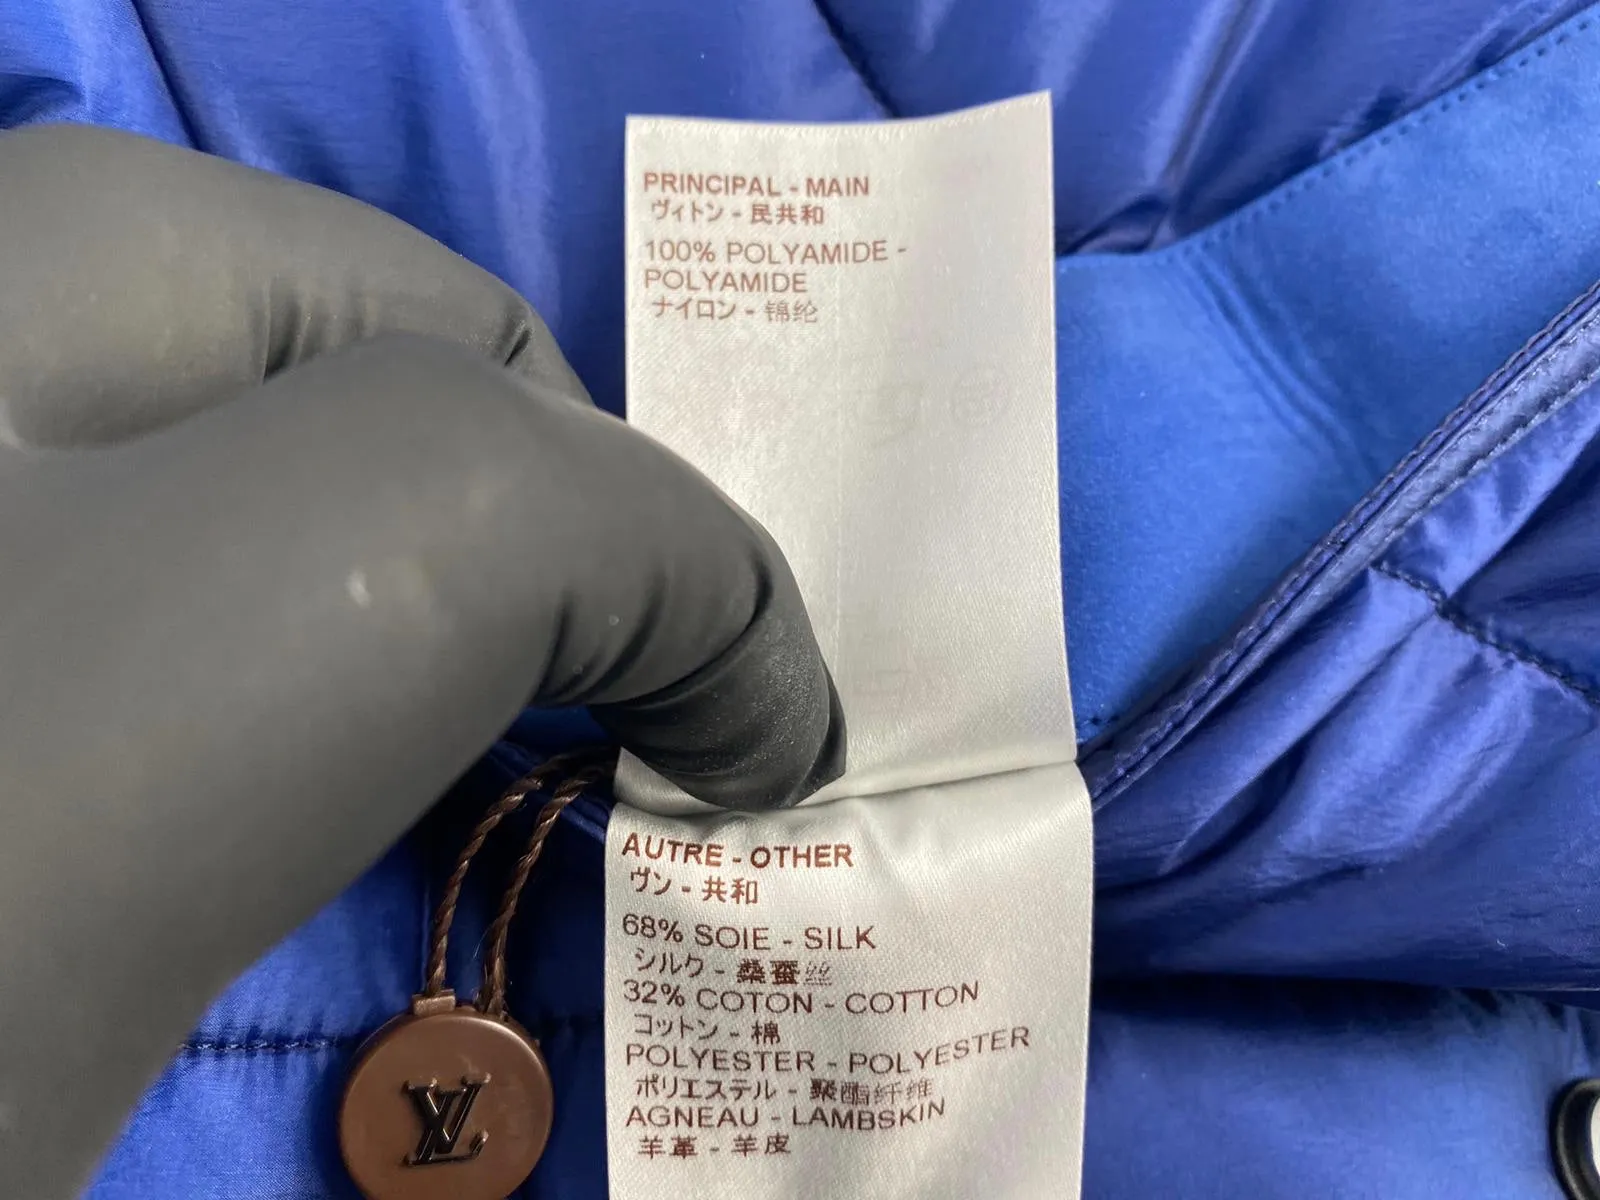 PRINCIPAL - MAIN
ヴィトン - 民共和
100% POLYAMIDE -
POLYAMIDE
ナイロン - 锦纶
AUTRE - OTHER
ヴン - 共和
68% SOIE - SILK
シルク - 桑蚕丝
32% COTON - COTTON
コットン - 棉
POLYESTER - POLYESTER
ポリエステル - 聚酯纤维
AGNEAU - LAMBSKIN
羊革 - 羊皮
LV